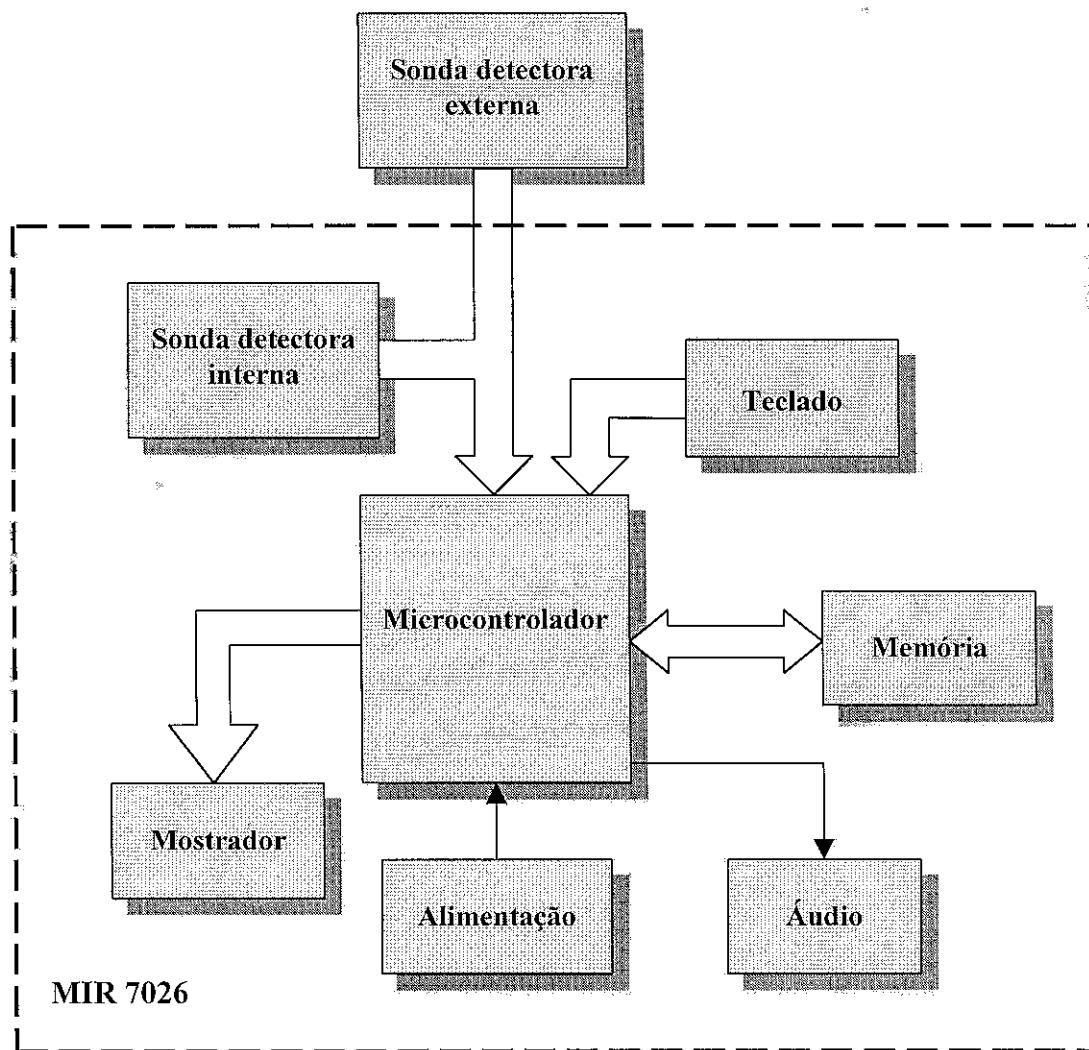 Sonda detectora
externa
Sonda detectora
interna
Teclado
Microcontrolador
Memória
Mostrador
Alimentação
Áudio
MIR 7026